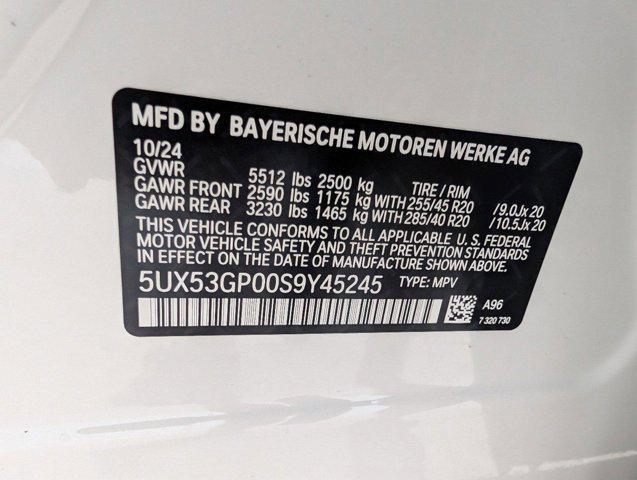 MFD BY BAYERISCHE MOTOREN WERKE AG
10/24
GVWR 5512 lbs 2500 kg TIRE / RIM
GAWR FRONT 2590 lbs 1175 kg WITH 255/45 R20 /9.0Jx 20
GAWR REAR 3230 lbs 1465 kg WITH 285/40 R20 /10.5Jx 20
THIS VEHICLE CONFORMS TO ALL APPLICABLE U.S. FEDERAL
MOTOR VEHICLE SAFETY AND THEFT PREVENTION STANDARDS
IN EFFECT ON THE DATE OF MANUFACTURE SHOWN ABOVE.
5UX53GP00S9Y45245 TYPE: MPV
A96
7 320 730